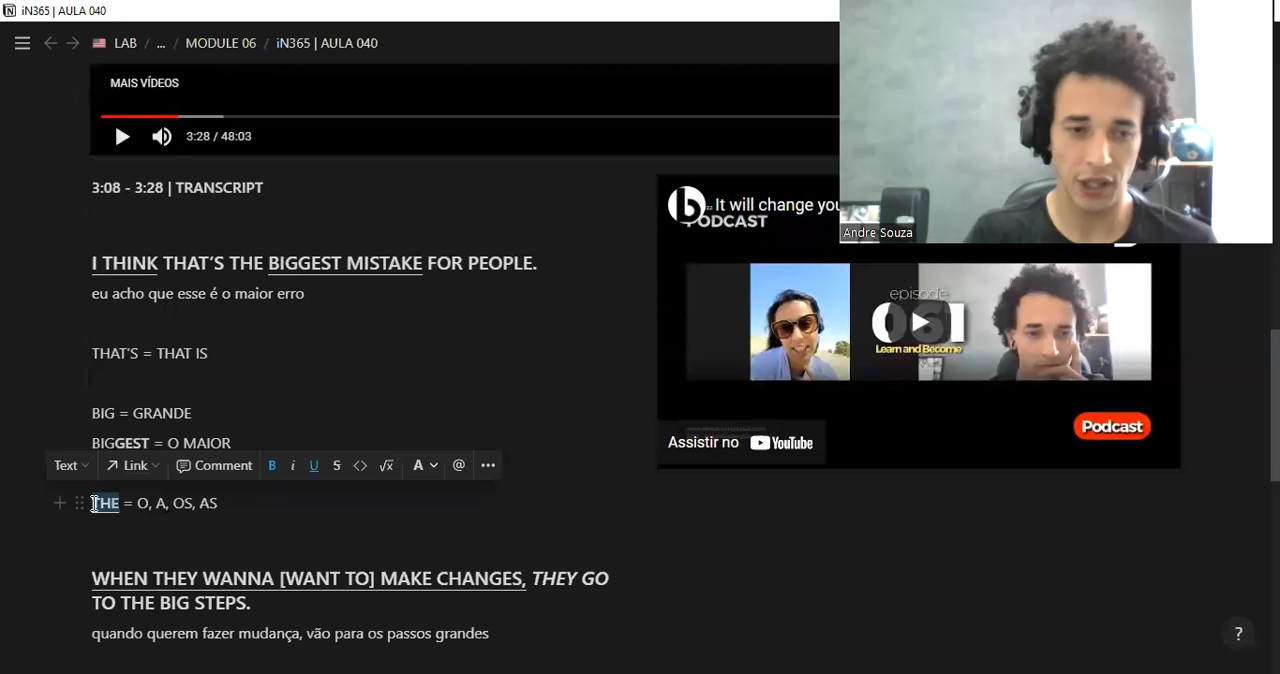 iN365 | AULA 040
LAB / ... / MODULE 06 / iN365 | AULA 040
MAIS VÍDEOS
3:28 / 48:03
3:08 - 3:28 | TRANSCRIPT
I THINK THAT'S THE BIGGEST MISTAKE FOR PEOPLE.
eu acho que esse é o maior erro
THAT'S = THAT IS
BIG = GRANDE
BIGGEST = O MAIOR
Text Link Comment B i U S A @
THE = O, A, OS, AS
WHEN THEY WANNA [WANT TO] MAKE CHANGES, THEY GO
TO THE BIG STEPS.
quando querem fazer mudança, vão para os passos grandes
Andre Souza
It will change you
PODCAST
episode
061
Learn and Become
Podcast
Assistir no YouTube
?